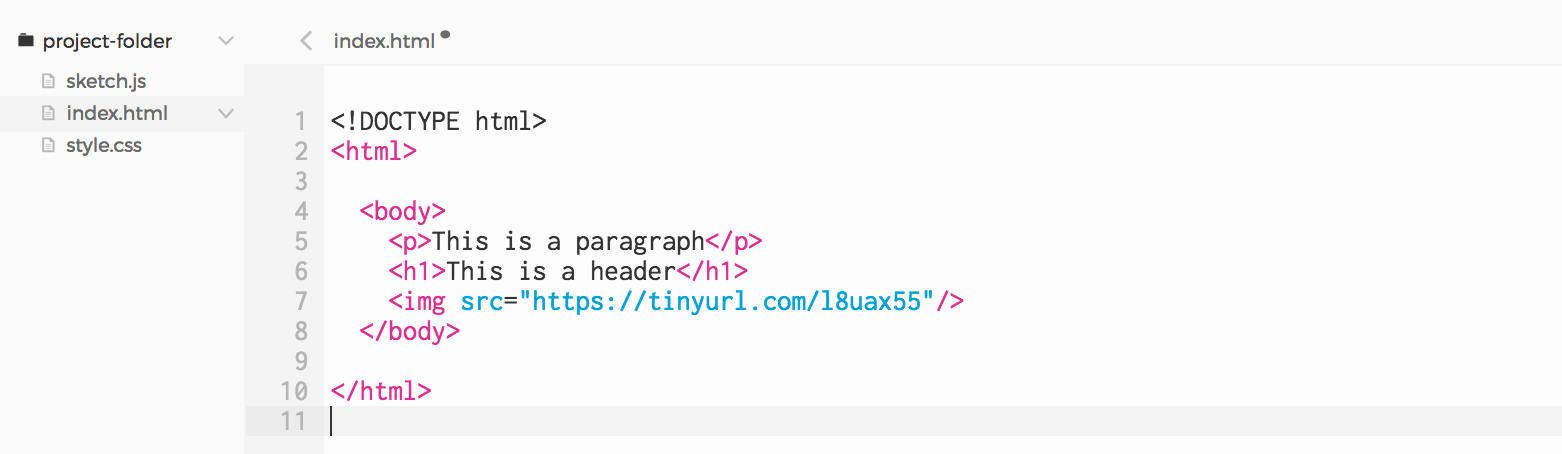 project-folder
sketch.js
index.html
style.css
index.html
1 <!DOCTYPE html>
2 <html>
3
4 <body>
5 <p>This is a paragraph</p>
6 <h1>This is a header</h1>
7 <img src="https://tinyurl.com/l8uax55"/>
8 </body>
9
10 </html>
11